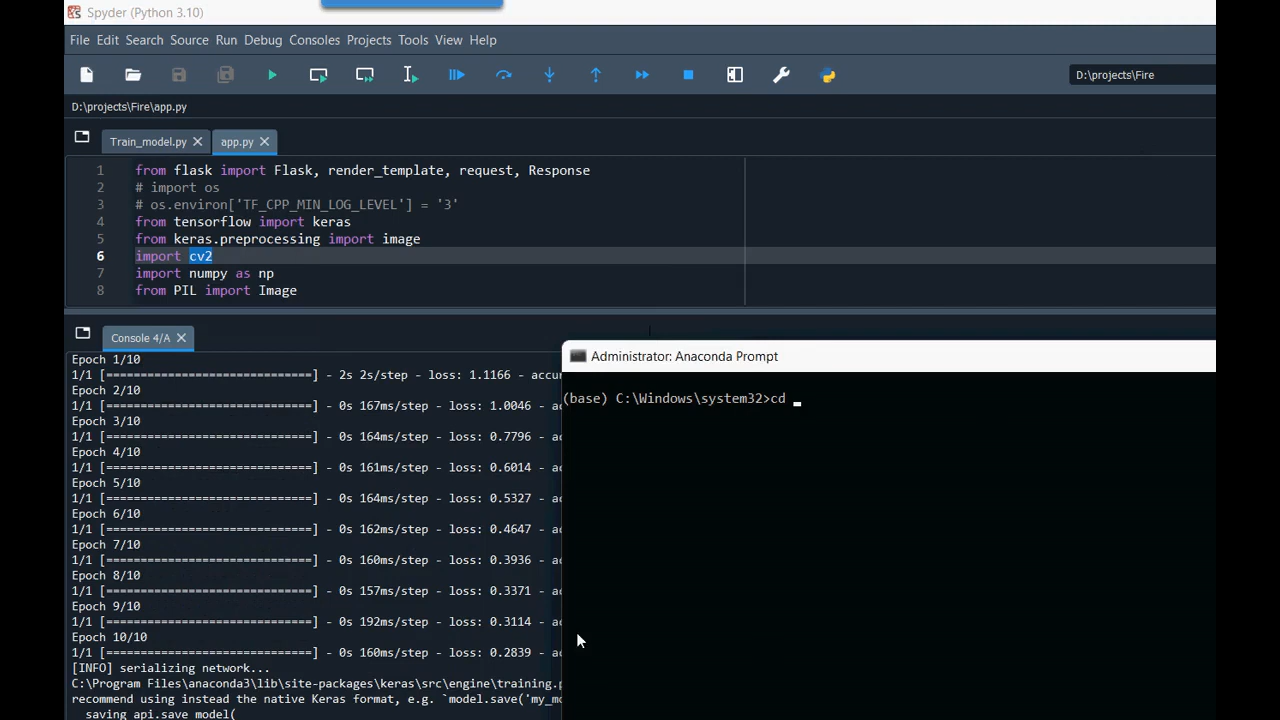 Spyder (Python 3.10)
File Edit Search Source Run Debug Consoles Projects Tools View Help
D:\projects\Fire
D:\projects\Fire\app.py
Train_model.py app.py
1 from flask import Flask, render_template, request, Response
2 # import os
3 # os.environ['TF_CPP_MIN_LOG_LEVEL'] = '3'
4 from tensorflow import keras
5 from keras.preprocessing import image
6 import cv2
7 import numpy as np
8 from PIL import Image
Console 4/A
Epoch 1/10
1/1 [==============================] - 2s 2s/step - loss: 1.1166 - accu
Epoch 2/10
1/1 [==============================] - 0s 167ms/step - loss: 1.0046 - ac
Epoch 3/10
1/1 [==============================] - 0s 164ms/step - loss: 0.7796 - ac
Epoch 4/10
1/1 [==============================] - 0s 161ms/step - loss: 0.6014 - ac
Epoch 5/10
1/1 [==============================] - 0s 164ms/step - loss: 0.5327 - ac
Epoch 6/10
1/1 [==============================] - 0s 162ms/step - loss: 0.4647 - ac
Epoch 7/10
1/1 [==============================] - 0s 160ms/step - loss: 0.3936 - ac
Epoch 8/10
1/1 [==============================] - 0s 157ms/step - loss: 0.3371 - ac
Epoch 9/10
1/1 [==============================] - 0s 192ms/step - loss: 0.3114 - ac
Epoch 10/10
1/1 [==============================] - 0s 160ms/step - loss: 0.2839 - ac
[INFO] serializing network...
C:\Program Files\anaconda3\lib\site-packages\keras\src\engine\training.p
recommend using instead the native Keras format, e.g. `model.save('my_mo
saving_api.save_model(
Administrator: Anaconda Prompt
(base) C:\Windows\system32>cd